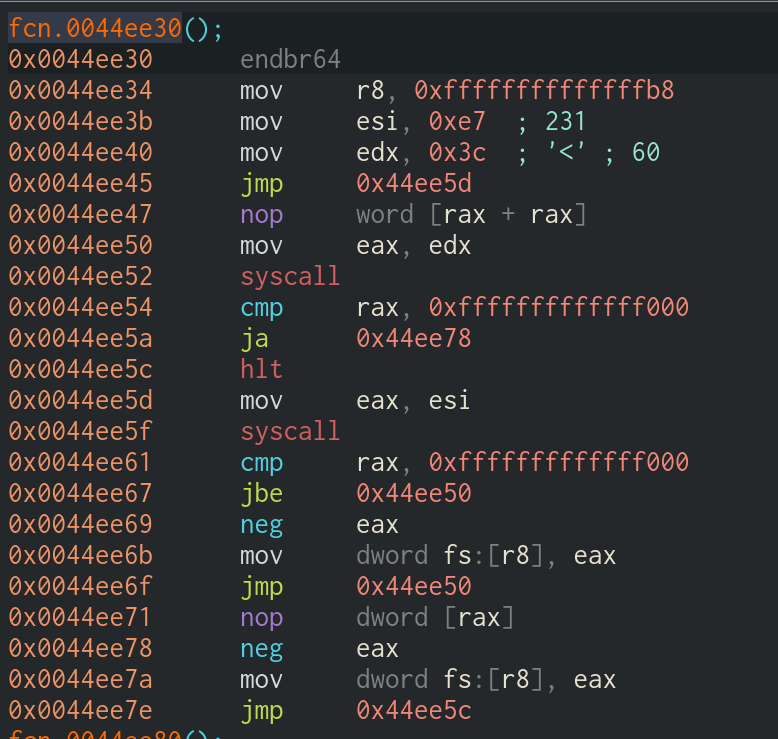 fcn.0044ee30();
0x0044ee30 endbr64
0x0044ee34 mov r8, 0xffffffffffffffb8
0x0044ee3b mov esi, 0xe7 ; 231
0x0044ee40 mov edx, 0x3c ; '<' ; 60
0x0044ee45 jmp 0x44ee5d
0x0044ee47 nop word [rax + rax]
0x0044ee50 mov eax, edx
0x0044ee52 syscall
0x0044ee54 cmp rax, 0xfffffffffffff000
0x0044ee5a ja 0x44ee78
0x0044ee5c hlt
0x0044ee5d mov eax, esi
0x0044ee5f syscall
0x0044ee61 cmp rax, 0xfffffffffffff000
0x0044ee67 jbe 0x44ee50
0x0044ee69 neg eax
0x0044ee6b mov dword fs:[r8], eax
0x0044ee6f jmp 0x44ee50
0x0044ee71 nop dword [rax]
0x0044ee78 neg eax
0x0044ee7a mov dword fs:[r8], eax
0x0044ee7e jmp 0x44ee5c
fcn.0044ee80();